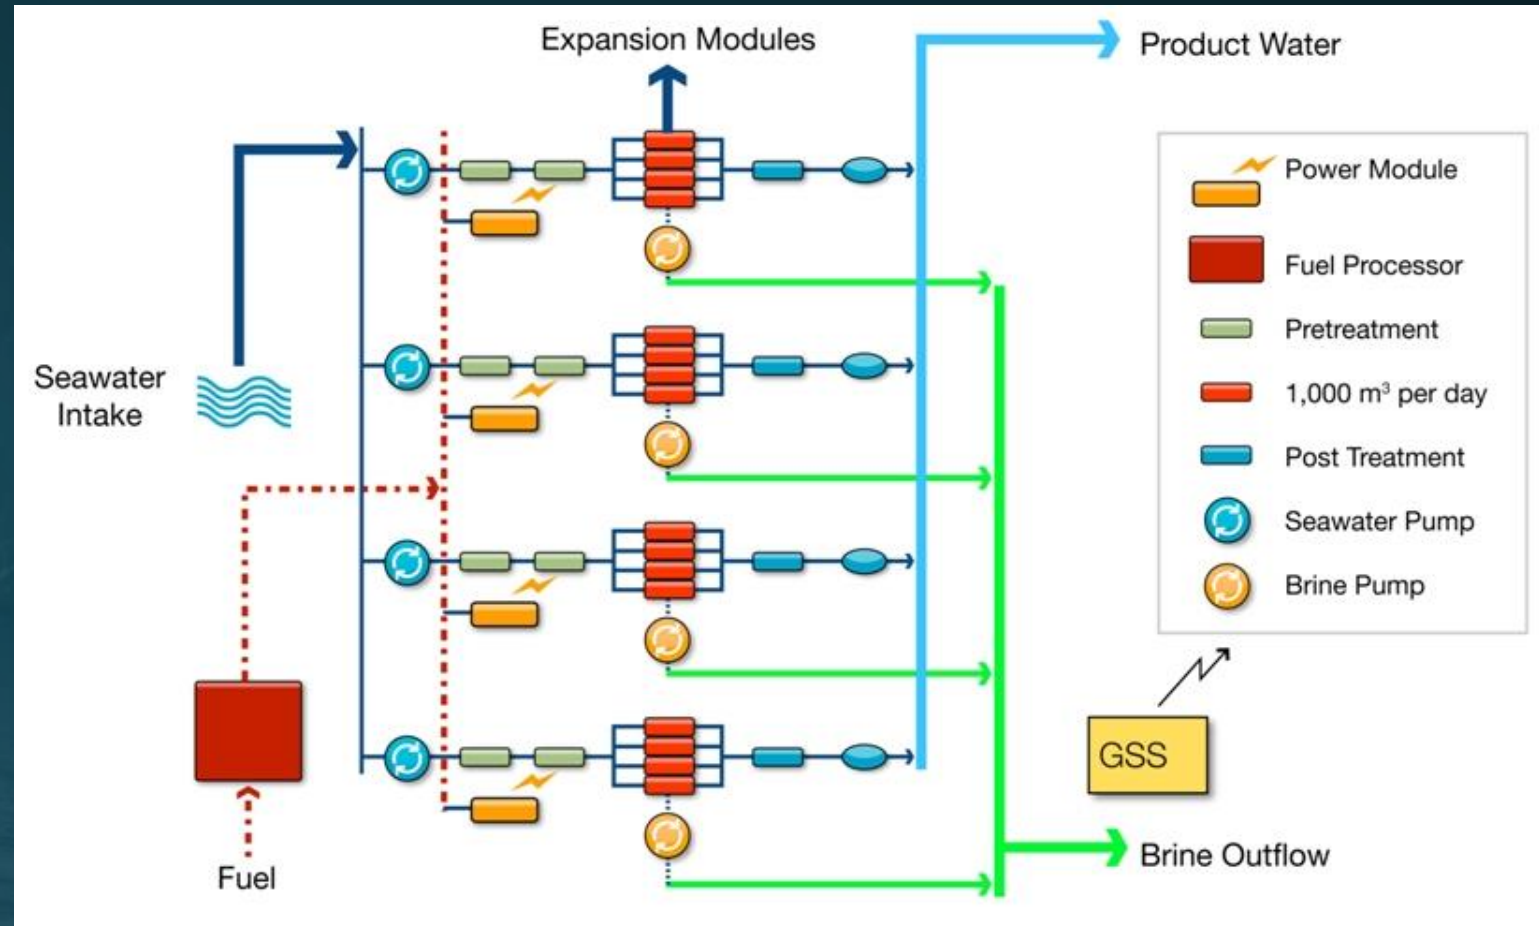 Expansion Modules
Product Water
Power Module
Fuel Processor
Pretreatment
1,000 m³ per day
Post Treatment
Seawater Pump
Brine Pump
Seawater
Intake
GSS
Brine Outflow
Fuel